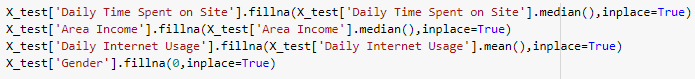 X_test['Daily Time Spent on Site'].fillna(X_test['Daily Time Spent on Site'].median(),inplace=True)
X_test['Area Income'].fillna(X_test['Area Income'].median(),inplace=True)
X_test['Daily Internet Usage'].fillna(X_test['Daily Internet Usage'].mean(),inplace=True)
X_test['Gender'].fillna(0,inplace=True)